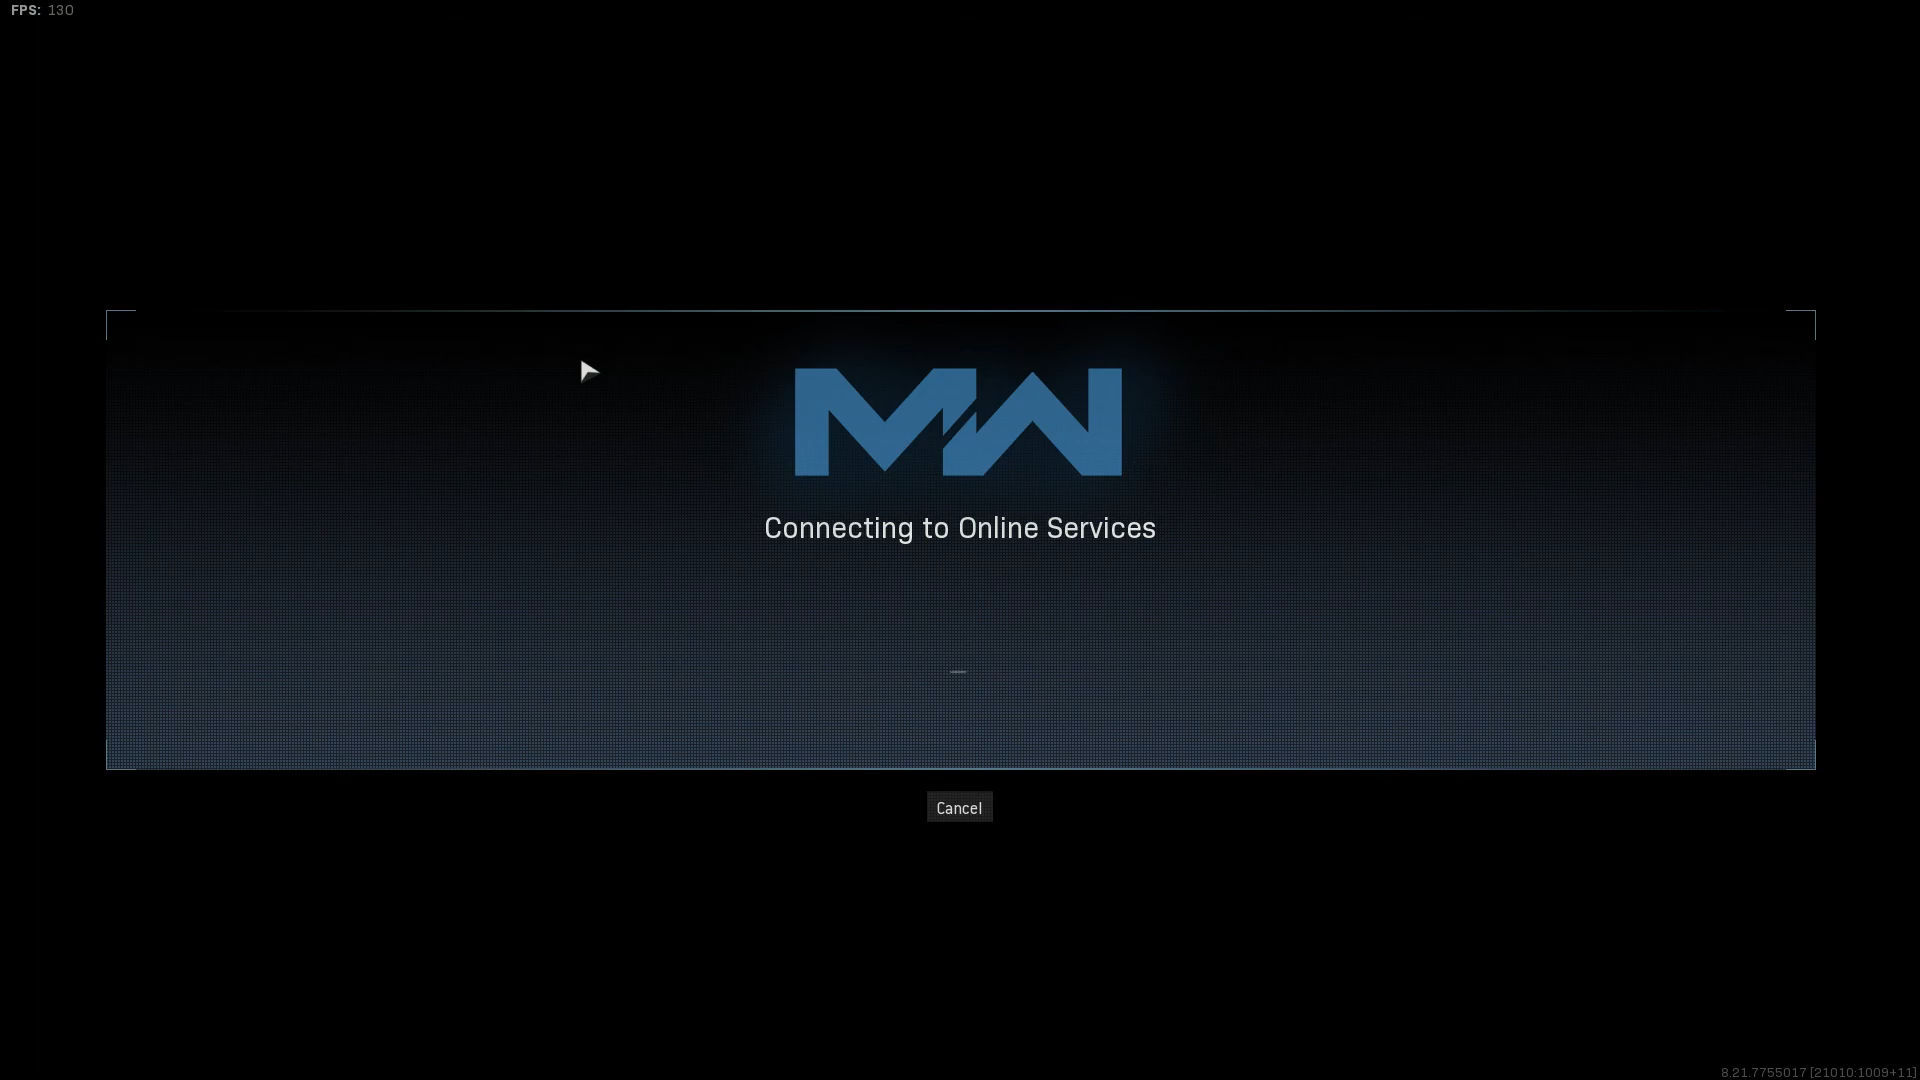 FPS: 130
MW
Connecting to Online Services
Cancel
8.21.7755017 [21010:1009+11]